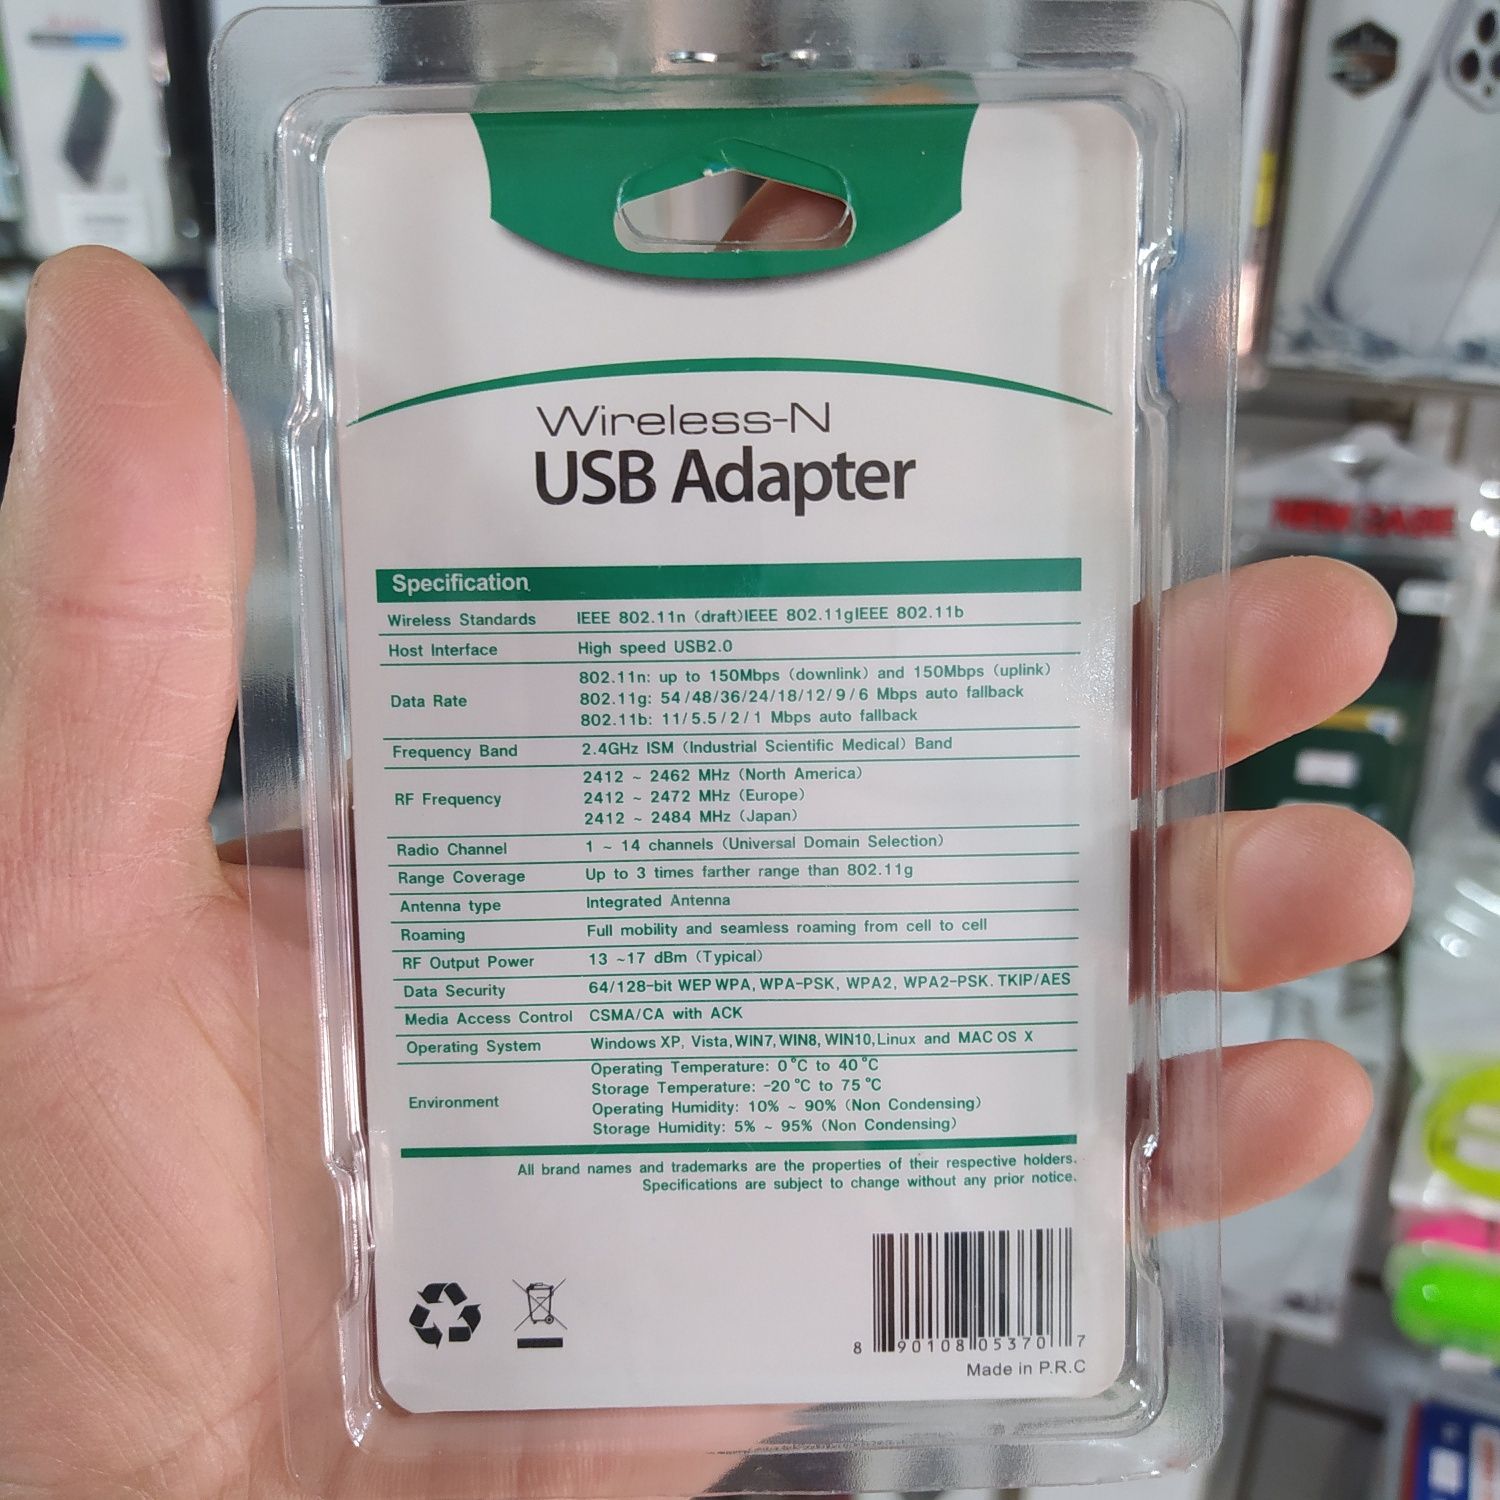 Wireless-N
USB Adapter
Specification
Wireless Standards IEEE 802.11n (draft)IEEE 802.11gIEEE 802.11b
Host Interface High speed USB2.0
Data Rate
802.11n: up to 150Mbps (downlink) and 150Mbps (uplink)
802.11g: 54/48/36/24/18/12/9/6 Mbps auto fallback
802.11b: 11/5.5/2/1 Mbps auto fallback
Frequency Band 2.4GHz ISM (Industrial Scientific Medical) Band
RF Frequency
2412 ~ 2462 MHz (North America)
2412 ~ 2472 MHz (Europe)
2412 ~ 2484 MHz (Japan)
Radio Channel 1 ~ 14 channels (Universal Domain Selection)
Range Coverage Up to 3 times farther range than 802.11g
Antenna type Integrated Antenna
Roaming Full mobility and seamless roaming from cell to cell
RF Output Power 13 ~17 dBm (Typical)
Data Security 64/128-bit WEP WPA, WPA-PSK, WPA2, WPA2-PSK. TKIP/AES
Media Access Control CSMA/CA with ACK
Operating System Windows XP, Vista,WIN7,WIN8,WIN10,Linux and MAC OS X
Environment
Operating Temperature: 0°C to 40°C
Storage Temperature: -20°C to 75°C
Operating Humidity: 10% ~ 90% (Non Condensing)
Storage Humidity: 5% ~ 95% (Non Condensing)
All brand names and trademarks are the properties of their respective holders.
Specifications are subject to change without any prior notice.
8 90108 05370 7
Made in P.R.C
NEW CASE